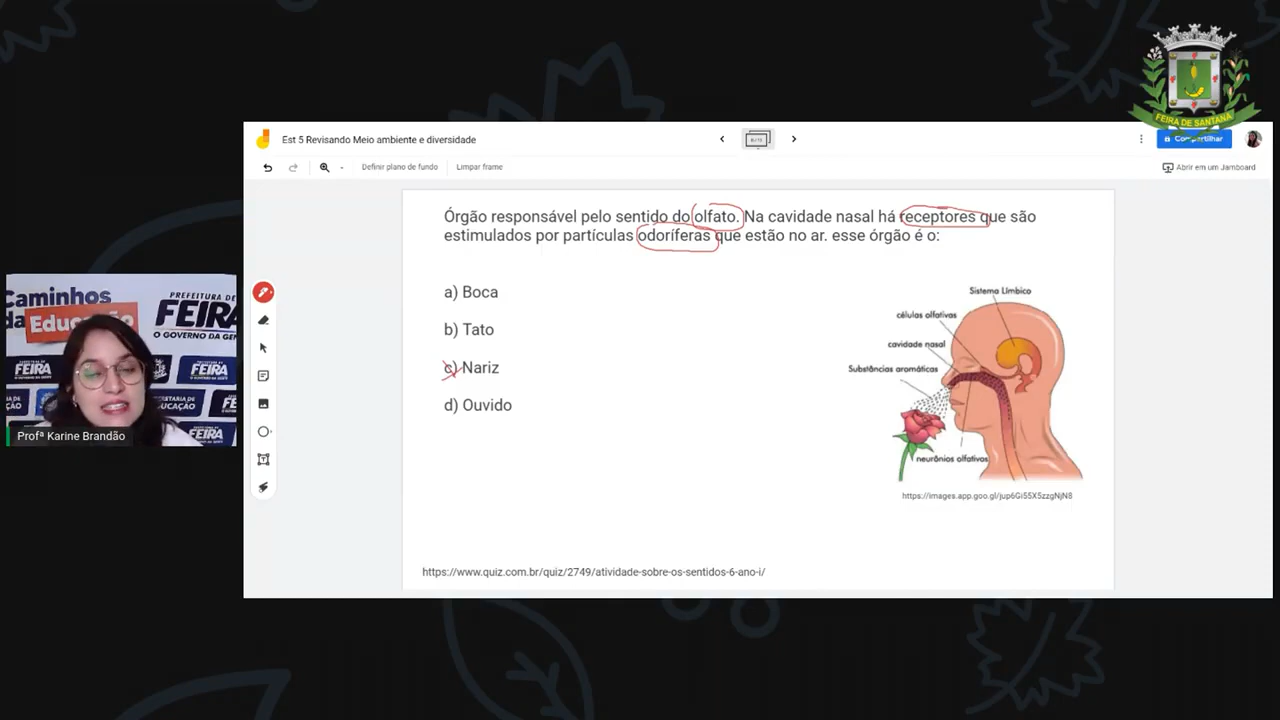 FEIRA DE SANTANA
Est 5 Revisando Meio ambiente e diversidade
Compartilhar
Definir plano de fundo
Limpar frame
Abrir em um Jamboard
Órgão responsável pelo sentido do olfato. Na cavidade nasal há receptores que são
estimulados por partículas odoríferas que estão no ar. esse órgão é o:
a) Boca
b) Tato
c) Nariz
d) Ouvido
Sistema Límbico
células olfativas
cavidade nasal
Substâncias aromáticas
neurônios olfativos
https://images.app.goo.gl/jup6Gi55X5zzgNjN8
https://www.quiz.com.br/quiz/2749/atividade-sobre-os-sentidos-6-ano-i/
Caminhos
da Educação
PREFEITURA DE
FEIRA
O GOVERNO DA
FEIRA
Profª Karine Brandão